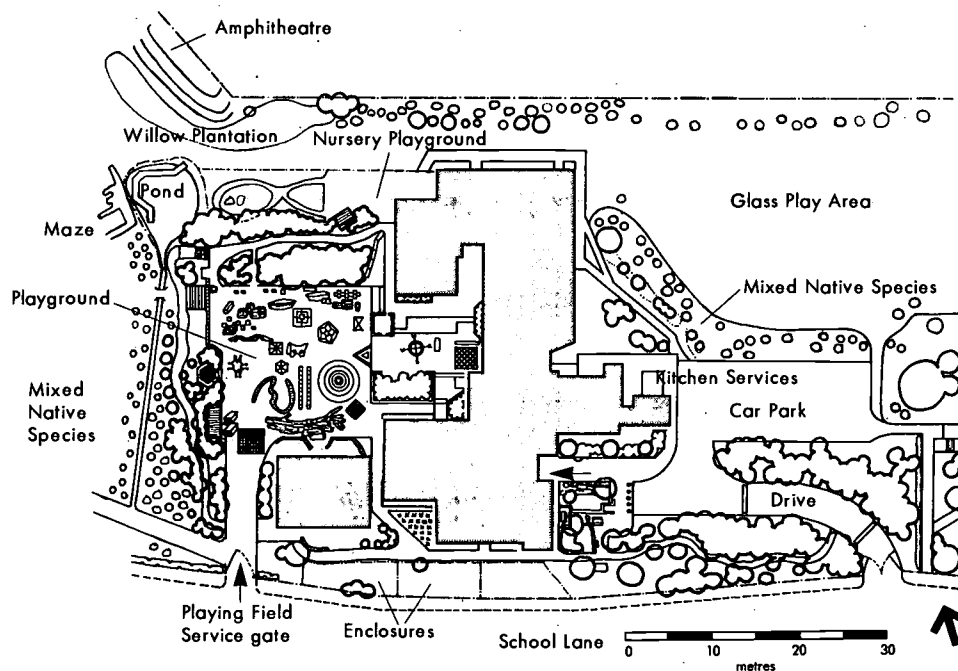 Amphitheatre
Willow Plantation
Nursery Playground
Pond
Maze
Glass Play Area
Playground
Mixed Native Species
Mixed
Native
Species
Kitchen Services
Car Park
Drive
Playing Field
Service gate
Enclosures
School Lane
0 10 20 30
metres